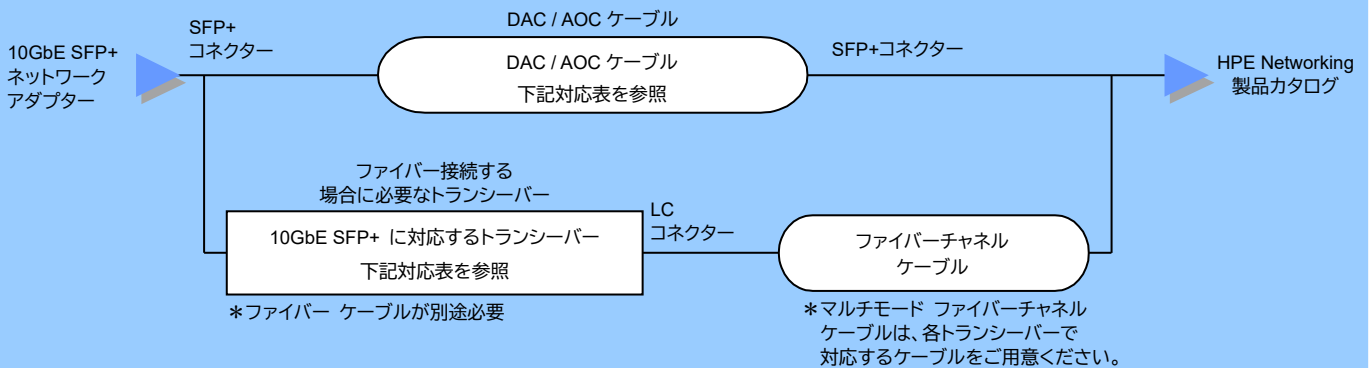 10GbE SFP+
ネットワーク
アダプター
SFP+
コネクター
DAC / AOC ケーブル
DAC / AOC ケーブル
下記対応表を参照
SFP+コネクター
HPE Networking
製品カタログ
ファイバー接続する
場合に必要なトランシーバー
10GbE SFP+ に対応するトランシーバー
下記対応表を参照
＊ファイバー ケーブルが別途必要
LC
コネクター
ファイバーチャネル
ケーブル
＊マルチモード ファイバーチャネル
ケーブルは、各トランシーバーで
対応するケーブルをご用意ください。